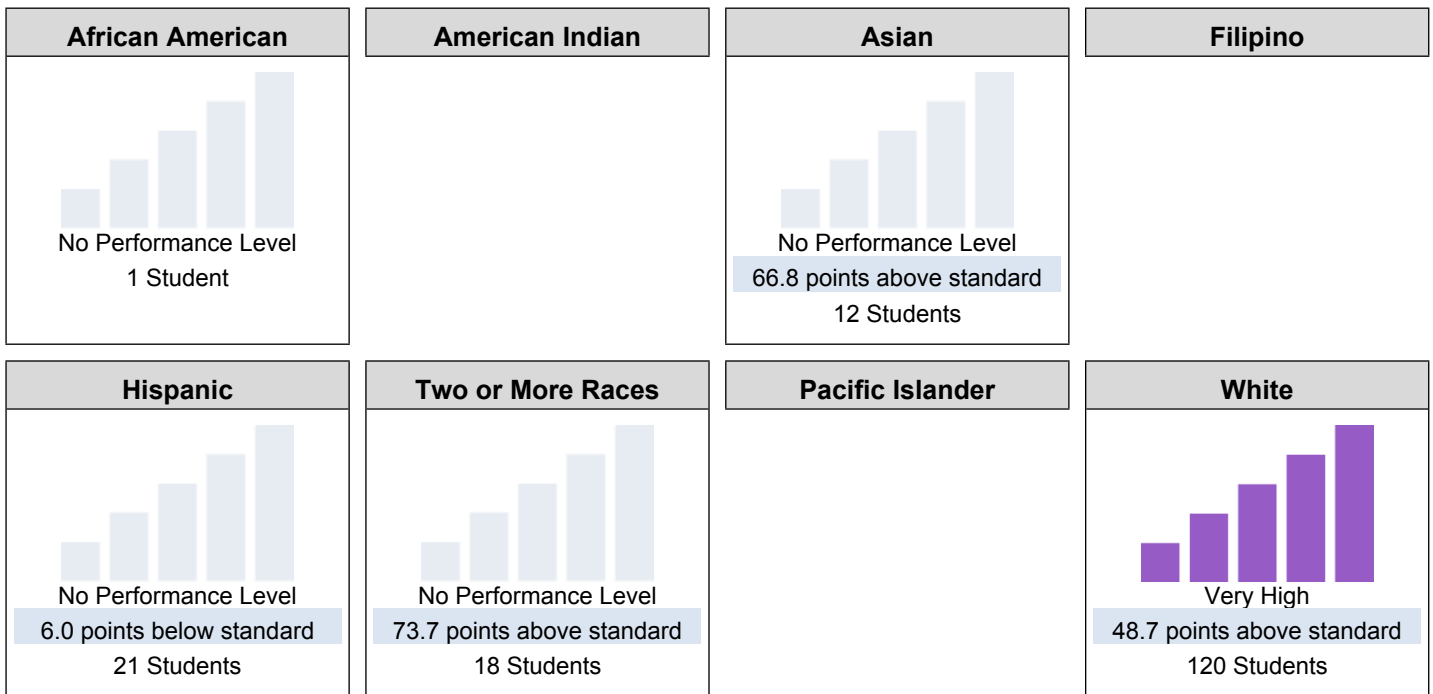 African American
No Performance Level
1 Student
American Indian
Asian
No Performance Level
66.8 points above standard
12 Students
Filipino
Hispanic
No Performance Level
6.0 points below standard
21 Students
Two or More Races
No Performance Level
73.7 points above standard
18 Students
Pacific Islander
White
Very High
48.7 points above standard
120 Students